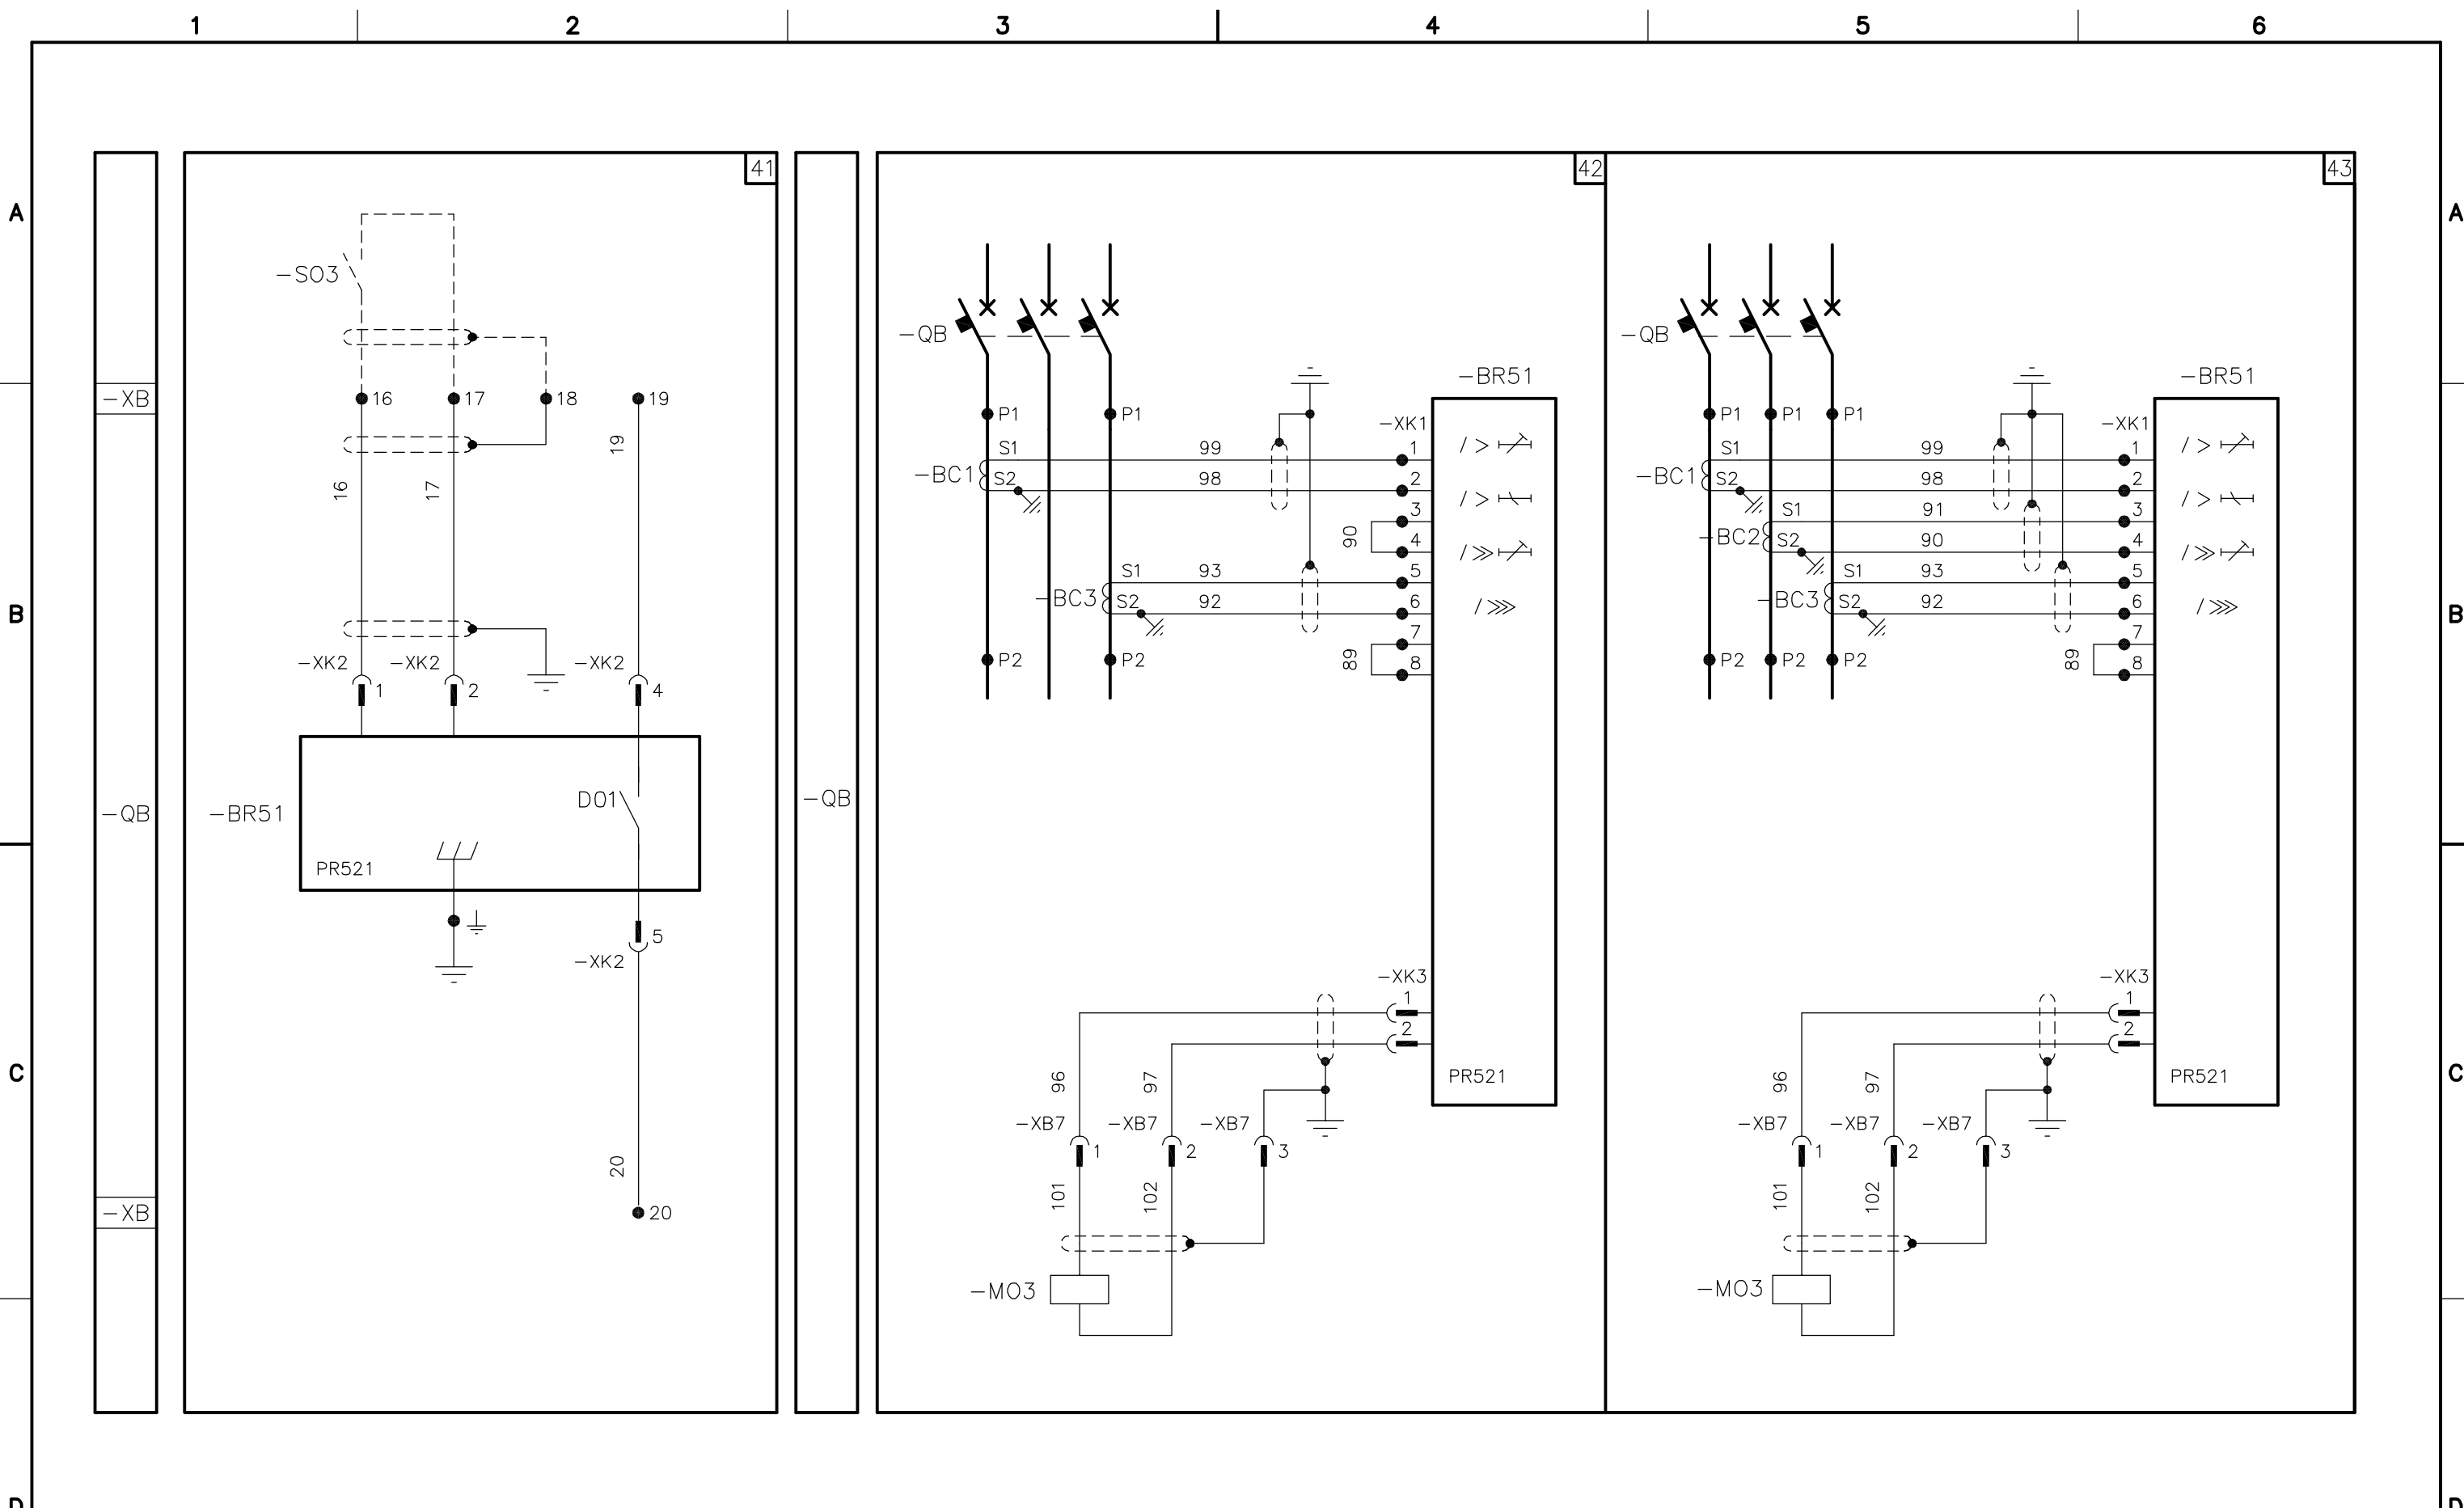 1 2 3 4 5 6
A A
41 42 43
-SO3
-QB -QB
-BR51 -BR51
-XB 16 17 18 19
P1 P1 P1 P1 P1
-XK1 -XK1
19
S1 99 1 S1 99 1
-BC1 S2 98 2 -BC1 S2 98 2
16 17
3 S1 91 3
90 4 -BC2 S2 90 4
S1 93 5 S1 93 5
-BC3 S2 92 6 -BC3 S2 92 6
B B
7 7
89 8 89 8
P2 P2 P2 P2 P2
-XK2 -XK2 -XK2
1 2 4
-QB -BR51 DO1 -QB
PR521
5
-XK2
-XK3 -XK3
1 1
2 2
C C
96 97 PR521 96 97 PR521
-XB7 -XB7 -XB7 -XB7 -XB7 -XB7
1 2 3 1 2 3
20
101 102 101 102
-XB 20
-MO3 -MO3
D D